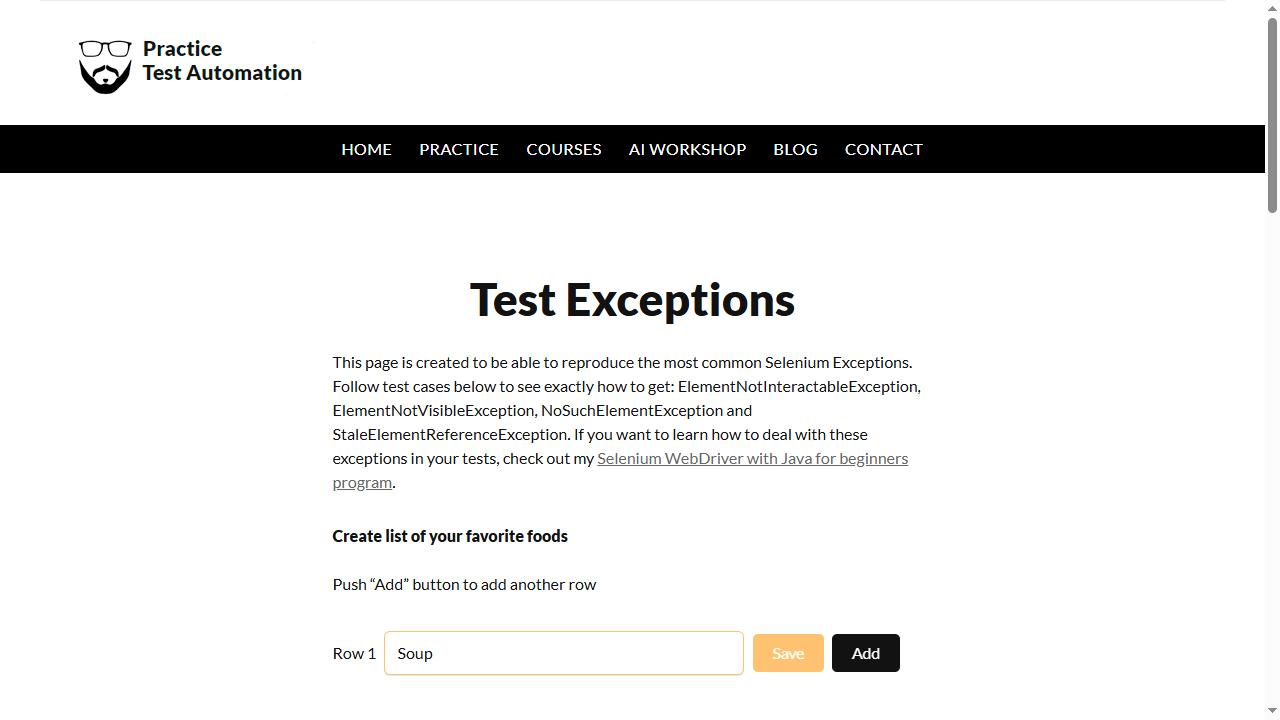 Practice
Test Automation
HOME PRACTICE COURSES AI WORKSHOP BLOG CONTACT
Test Exceptions
This page is created to be able to reproduce the most common Selenium Exceptions.
Follow test cases below to see exactly how to get: ElementNotInteractableException,
ElementNotVisibleException, NoSuchElementException and
StaleElementReferenceException. If you want to learn how to deal with these
exceptions in your tests, check out my Selenium WebDriver with Java for beginners
program.
Create list of your favorite foods
Push “Add” button to add another row
Row 1 Soup Save Add